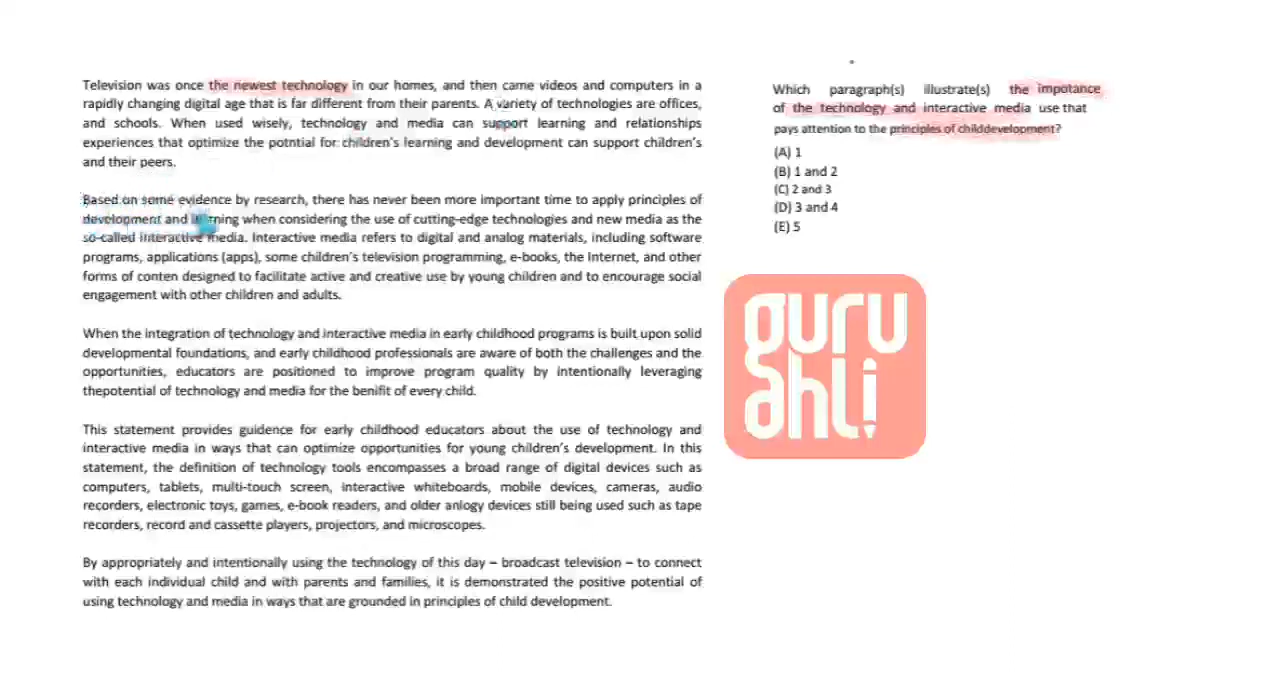 Television was once the newest technology in our homes, and then came videos and computers in a
rapidly changing digital age that is far different from their parents. A variety of technologies are offices,
and schools. When used wisely, technology and media can support learning and relationships
experiences that optimize the potntial for children's learning and development can support children's
and their peers.
Based on same evidence by research, there has never been more important time to apply principles of
development and learning when considering the use of cutting-edge technologies and new media as the
so-called interactive media. Interactive media refers to digital and analog materials, including software
programs, applications (apps), some children's television programming, e-books, the Internet, and other
forms of conten designed to facilitate active and creative use by young children and to encourage social
engagement with other children and adults.
When the integration of technology and interactive media in early childhood programs is built upon solid
developmental foundations, and early childhood professionals are aware of both the challenges and the
opportunities, educators are positioned to improve program quality by intentionally leveraging
thepotential of technology and media for the benifit of every child.
This statement provides guidence for early childhood educators about the use of technology and
interactive media in ways that can optimize opportunities for young children's development. In this
statement, the definition of technology tools encompasses a broad range of digital devices such as
computers, tablets, multi-touch screen, interactive whiteboards, mobile devices, cameras, audio
recorders, electronic toys, games, e-book readers, and older anlogy devices still being used such as tape
recorders, record and cassette players, projectors, and microscopes.
By appropriately and intentionally using the technology of this day – broadcast television – to connect
with each individual child and with parents and families, it is demonstrated the positive potential of
using technology and media in ways that are grounded in principles of child development.
Which paragraph(s) illustrate(s) the impotance
of the technology and interactive media use that
pays attention to the principles of childdevelopment?
(A) 1
(B) 1 and 2
(C) 2 and 3
(D) 3 and 4
(E) 5
guru
ahli